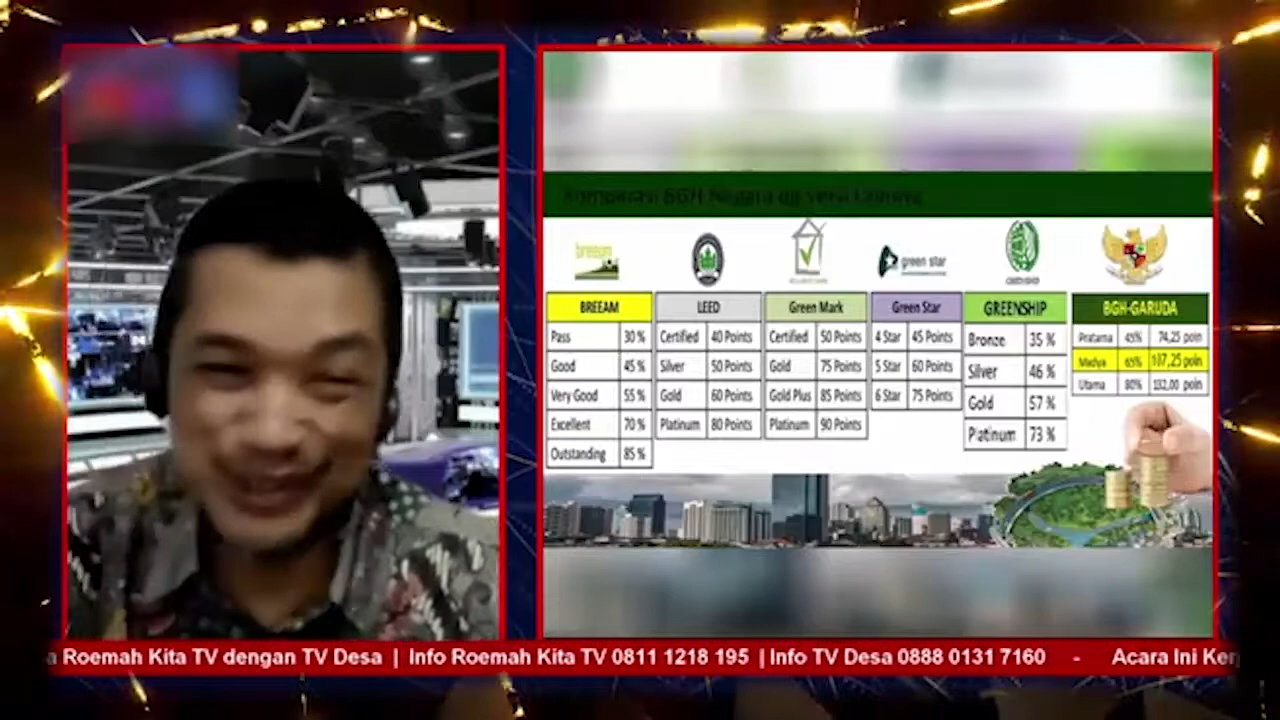 breeam
green star
BREEAM
Pass 30 %
Good 45 %
Very Good 55 %
Excellent 70 %
Outstanding 85 %
LEED
Certified 40 Points
Silver 50 Points
Gold 60 Points
Platinum 80 Points
Green Mark
Certified 50 Points
Gold 75 Points
Gold Plus 85 Points
Platinum 90 Points
Green Star
4 Star 45 Points
5 Star 60 Points
6 Star 75 Points
GREENSHIP
Bronze 35 %
Silver 46 %
Gold 57 %
Platinum 73 %
BGH-GARUDA
Pratama 45% 74,25 poin
Madya 65% 107,25 poin
Utama 80% 132,00 poin
a Roemah Kita TV dengan TV Desa | Info Roemah Kita TV 0811 1218 195 | Info TV Desa 0888 0131 7160 - Acara Ini Ker